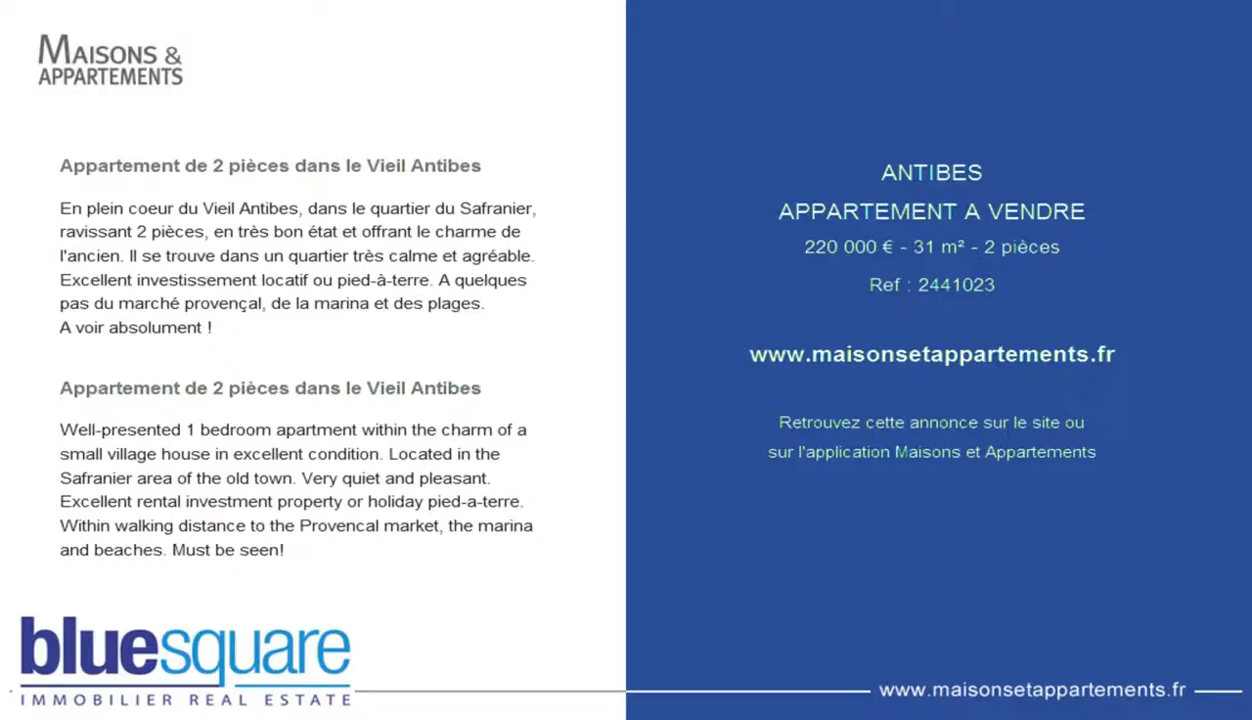 MAISONS &
APPARTEMENTS
Appartement de 2 pièces dans le Vieil Antibes
En plein coeur du Vieil Antibes, dans le quartier du Safranier,
ravissant 2 pièces, en très bon état et offrant le charme de
l'ancien. Il se trouve dans un quartier très calme et agréable.
Excellent investissement locatif ou pied-à-terre. A quelques
pas du marché provençal, de la marina et des plages.
A voir absolument !
Appartement de 2 pièces dans le Vieil Antibes
Well-presented 1 bedroom apartment within the charm of a
small village house in excellent condition. Located in the
Safranier area of the old town. Very quiet and pleasant.
Excellent rental investment property or holiday pied-a-terre.
Within walking distance to the Provencal market, the marina
and beaches. Must be seen!
bluesquare
IMMOBILIER REAL ESTATE
ANTIBES
APPARTEMENT A VENDRE
220 000 € - 31 m² - 2 pièces
Ref : 2441023
www.maisonsetappartements.fr
Retrouvez cette annonce sur le site ou
sur l'application Maisons et Appartements
www.maisonsetappartements.fr